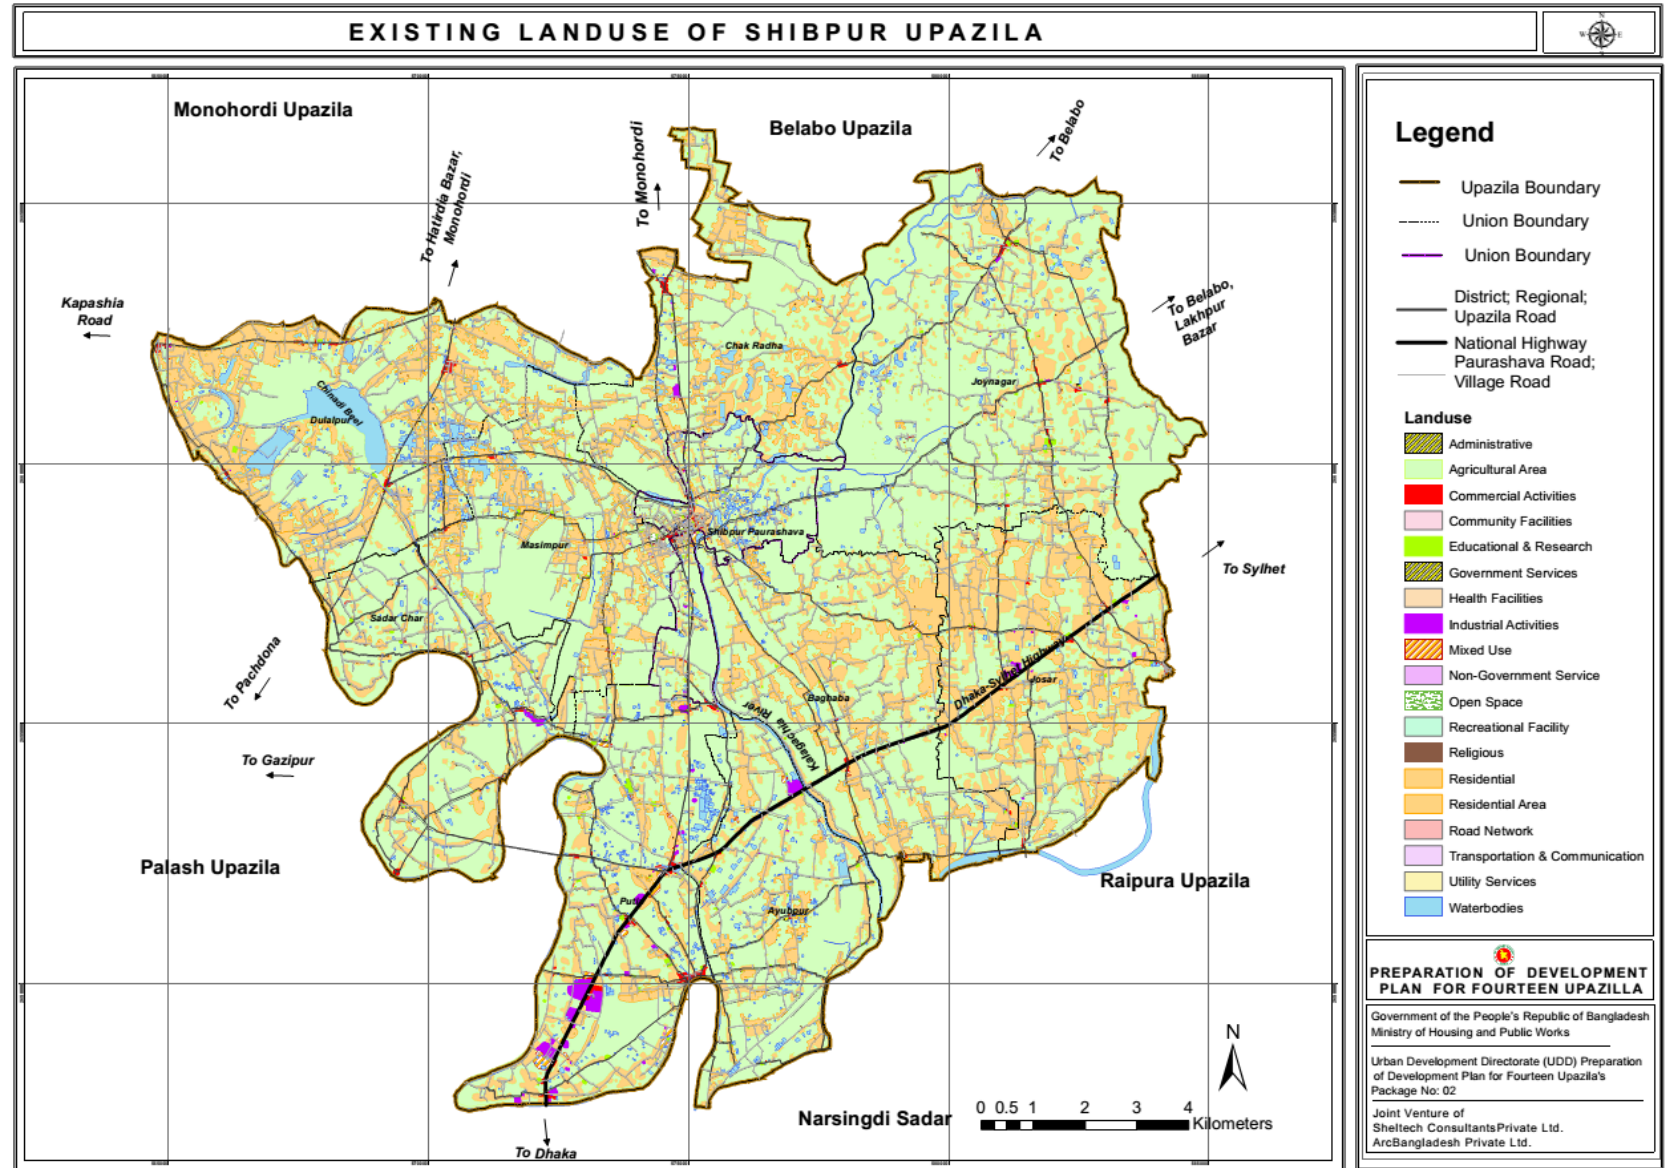 EXISTING LANDUSE OF SHIBPUR UPAZILA
N
W
E
Monohordi Upazila
Belabo Upazila
To Belabo
To Monohordi
To Hatirdia Bazar,
Monohordi
Kapashia
Road
To Belabo,
Lakhpur
Bazar
Chak Radha
Joynagar
Chinadi Beel
Dulalpur
Masimpur
Shibpur Paurashava
To Sylhet
Sadar Char
To Pachdona
Dhaka-Sylhet Highway
Josar
Baghaba
Kalagachia River
To Gazipur
Palash Upazila
Raipura Upazila
Ayubpur
N
Narsingdi Sadar
0 0.5 1 2 3 4
Kilometers
To Dhaka
Legend
Upazila Boundary
Union Boundary
Union Boundary
District; Regional;
Upazila Road
National Highway
Paurashava Road;
Village Road
Landuse
Administrative
Agricultural Area
Commercial Activities
Community Facilities
Educational & Research
Government Services
Health Facilities
Industrial Activities
Mixed Use
Non-Government Service
Open Space
Recreational Facility
Religious
Residential
Residential Area
Road Network
Transportation & Communication
Utility Services
Waterbodies
PREPARATION OF DEVELOPMENT
PLAN FOR FOURTEEN UPAZILLA
Government of the People's Republic of Bangladesh
Ministry of Housing and Public Works
Urban Development Directorate (UDD) Preparation
of Development Plan for Fourteen Upazila's
Package No: 02
Joint Venture of
Sheltech ConsultantsPrivate Ltd.
ArcBangladesh Private Ltd.